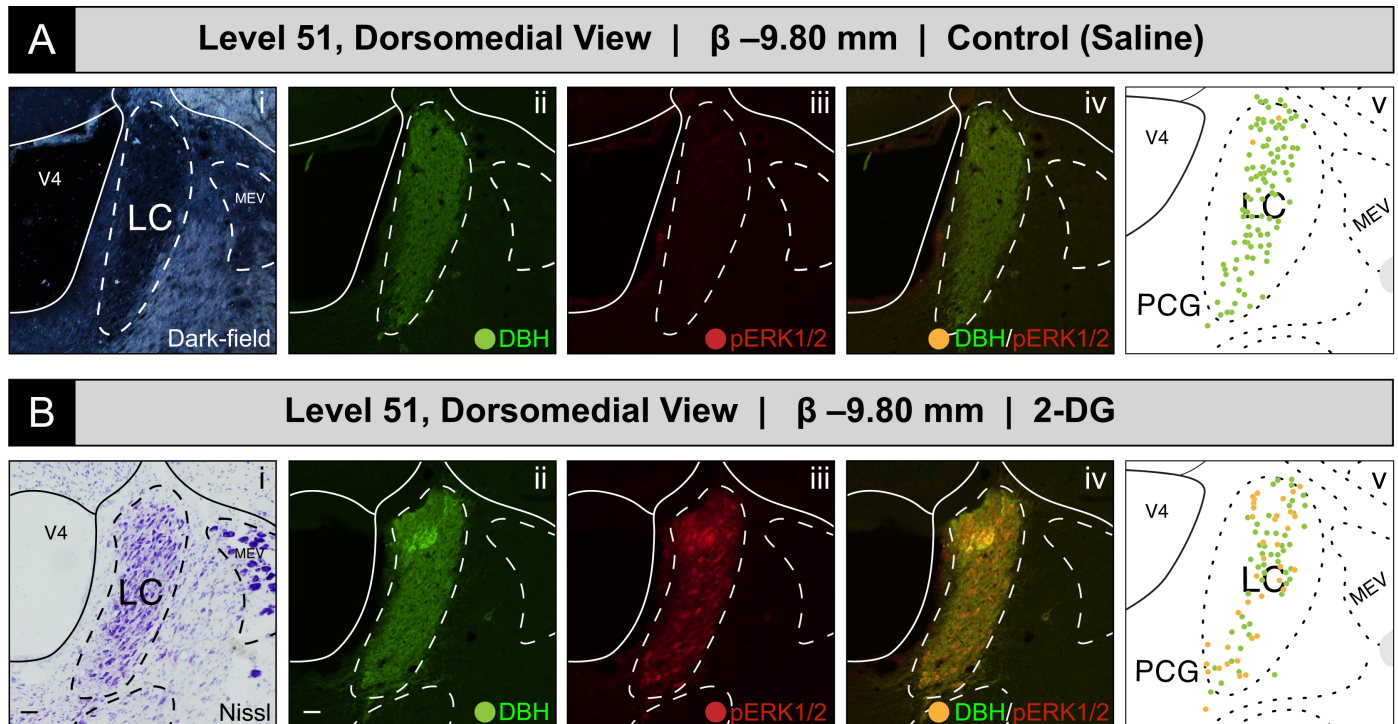 A
Level 51, Dorsomedial View | β –9.80 mm | Control (Saline)
i
V4
LC
MEV
Dark-field
ii
DBH
iii
pERK1/2
iv
DBH/pERK1/2
v
V4
LC
MEV
PCG
B
Level 51, Dorsomedial View | β –9.80 mm | 2-DG
i
V4
LC
MEV
Nissl
ii
DBH
iii
pERK1/2
iv
DBH/pERK1/2
v
V4
LC
MEV
PCG